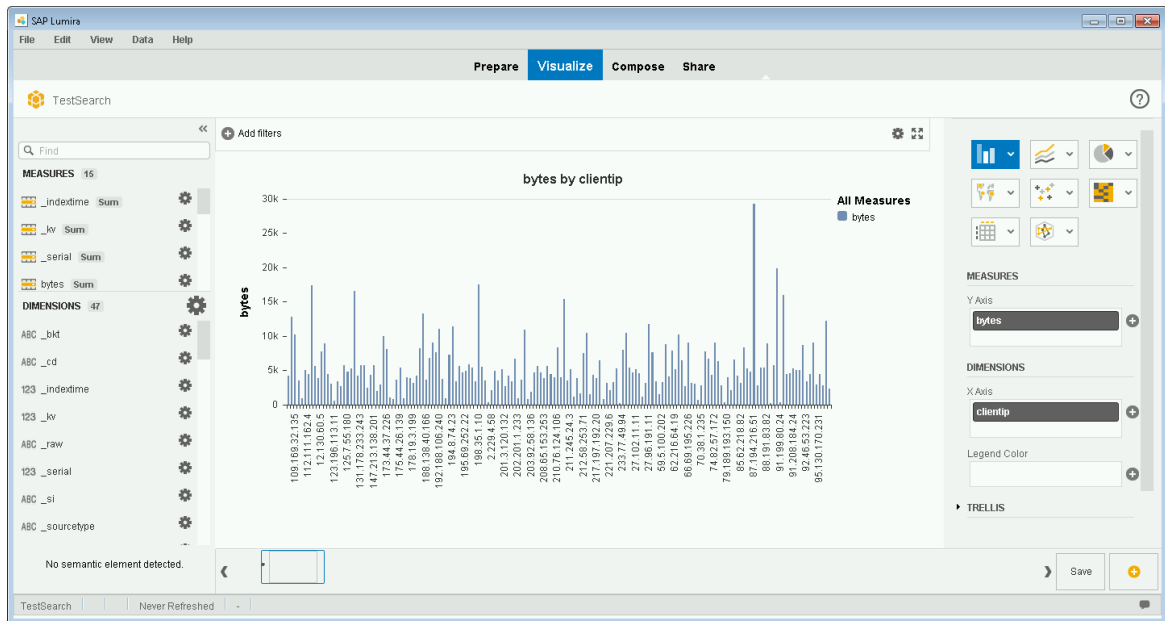 SAP Lumira
File Edit View Data Help
Prepare Visualize Compose Share
TestSearch
Find
MEASURES 15
_indextime Sum
_kv Sum
_serial Sum
bytes Sum
DIMENSIONS 47
ABC _bkt
ABC _cd
123 _indextime
123 _kv
ABC _raw
123 _serial
ABC _si
ABC _sourcetype
No semantic element detected.
Add filters
bytes by clientip
bytes
30k
25k
20k
15k
10k
5k
0
109.169.32.135
112.111.162.4
12.130.60.5
123.196.113.11
125.7.55.180
131.178.233.243
147.213.138.201
173.44.37.226
175.44.26.139
178.19.3.199
188.138.40.166
192.188.106.240
194.8.74.23
195.69.252.22
198.35.1.10
2.229.4.58
201.3.120.132
202.201.1.233
203.92.58.136
208.65.153.253
210.76.124.106
211.245.24.3
212.58.253.71
217.197.192.20
221.207.229.6
233.77.49.94
27.102.11.11
27.96.191.11
59.5.100.202
62.216.64.19
66.69.195.226
70.38.1.235
74.82.57.172
79.189.193.150
85.62.218.82
87.194.216.51
88.191.83.82
91.199.80.24
91.208.184.24
92.46.53.223
95.130.170.231
All Measures
bytes
MEASURES
Y Axis
bytes
DIMENSIONS
X Axis
clientip
Legend Color
TRELLIS
Save
TestSearch Never Refreshed -